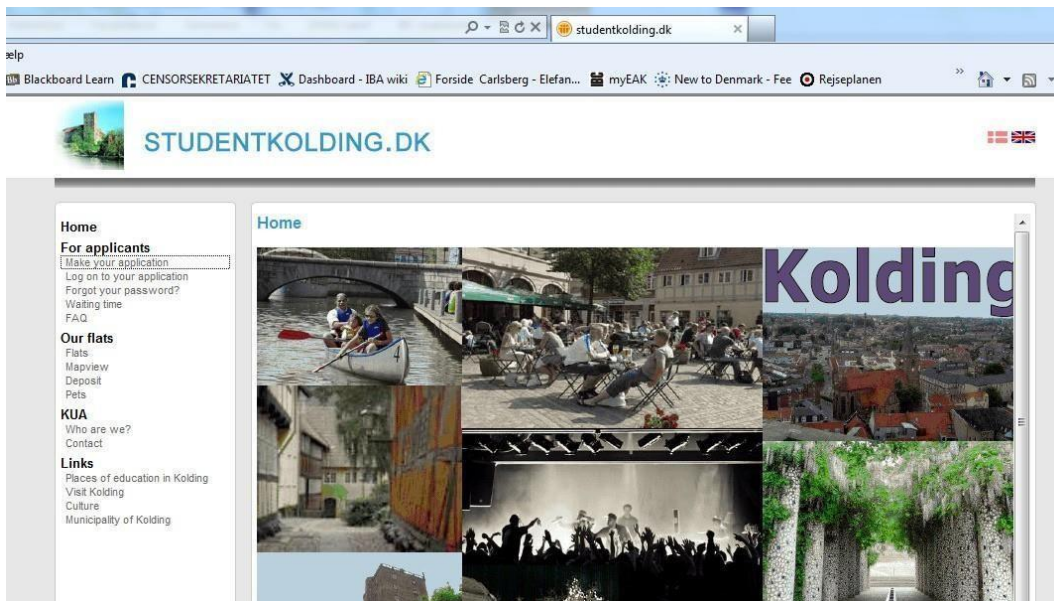 studentkolding.dk
ælp
Blackboard Learn CENSORSEKRETARIATET Dashboard - IBA wiki Forside Carlsberg - Elefan... myEAK New to Denmark - Fee Rejseplanen
STUDENTKOLDING.DK
Home
For applicants
Make your application
Log on to your application
Forgot your password?
Waiting time
FAQ
Our flats
Flats
Mapview
Deposit
Pets
KUA
Who are we?
Contact
Links
Places of education in Kolding
Visit Kolding
Culture
Municipality of Kolding
Home
Kolding
4